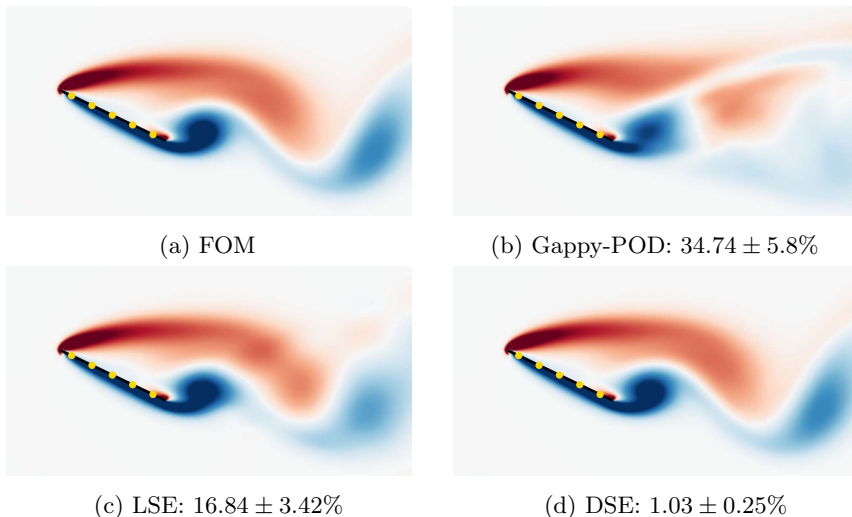 (a) FOM
(b) Gappy-POD: 34.74 ± 5.8%
(c) LSE: 16.84 ± 3.42%
(d) DSE: 1.03 ± 0.25%